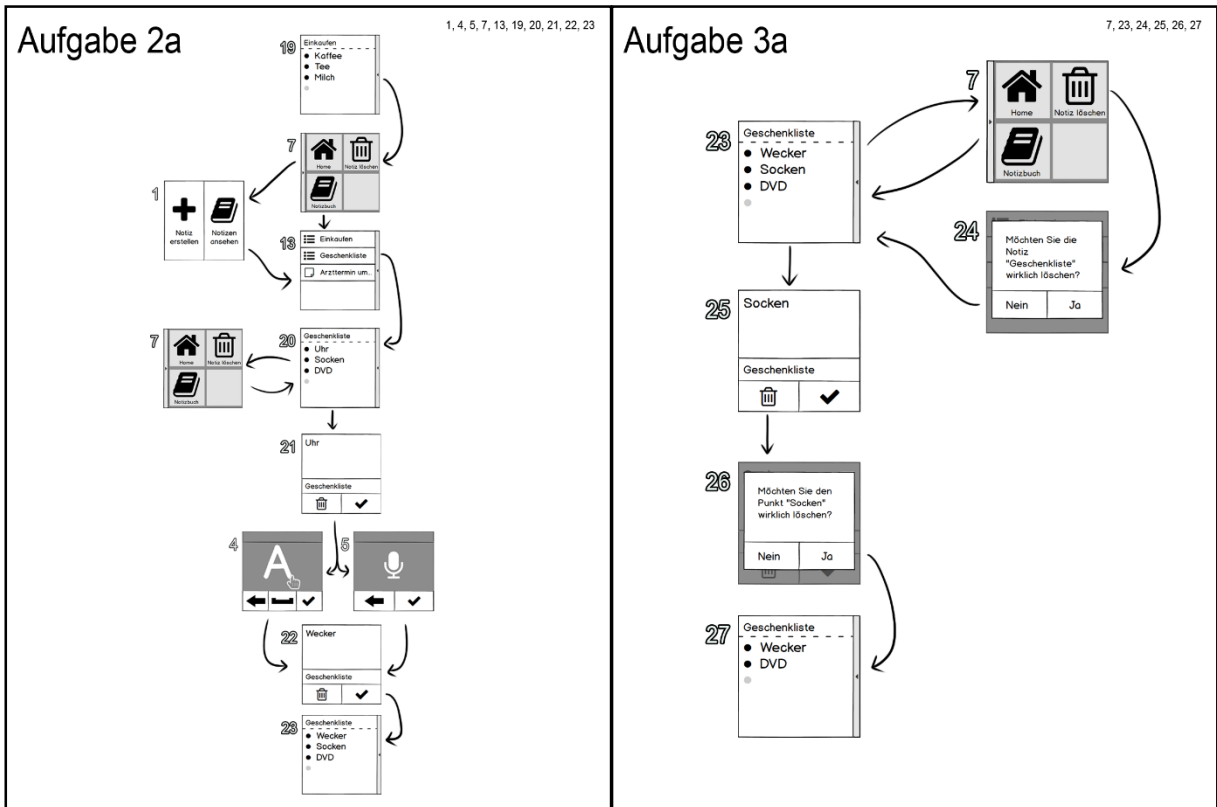 Aufgabe 2a
1, 4, 5, 7, 13, 19, 20, 21, 22, 23
19
Einkaufen
Kaffee
Tee
Milch
7
Home
Notiz löschen
Notizbuch
1
Notiz
erstellen
Notizen
ansehen
13
Einkaufen
Geschenkliste
Arzttermin um..
7
Home
Notiz löschen
Notizbuch
20
Geschenkliste
Uhr
Socken
DVD
21
Uhr
Geschenkliste
4
A
5
22
Wecker
Geschenkliste
23
Geschenkliste
Wecker
Socken
DVD
Aufgabe 3a
7, 23, 24, 25, 26, 27
7
Home
Notiz löschen
Notizbuch
23
Geschenkliste
Wecker
Socken
DVD
24
Möchten Sie die
Notiz
"Geschenkliste"
wirklich löschen?
Nein
Ja
25
Socken
Geschenkliste
26
Möchten Sie den
Punkt "Socken"
wirklich löschen?
Nein
Ja
27
Geschenkliste
Wecker
DVD